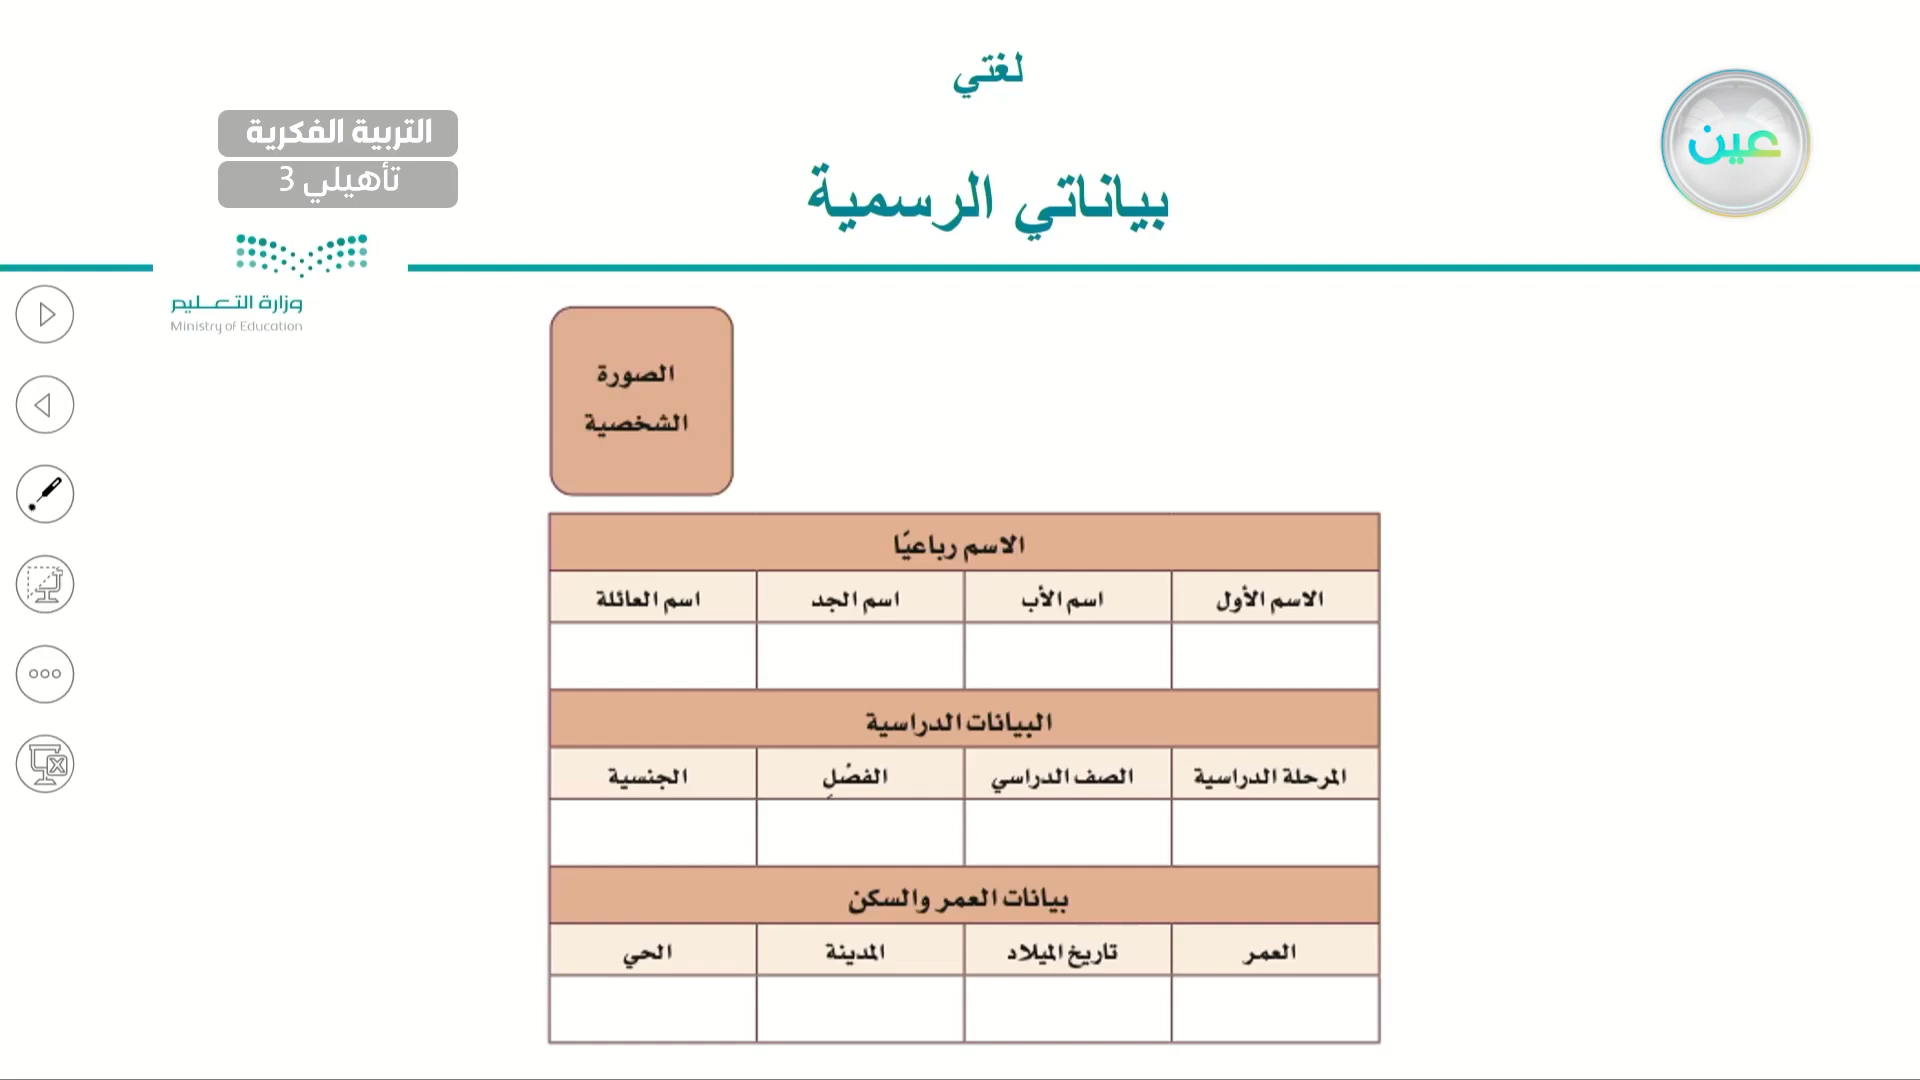 لغتي
عين
التربية الفكرية
تأهيلي 3
بياناتي الرسمية
وزارة التعليم
Ministry of Education
الصورة
الشخصية
الاسم رباعيًا
الاسم الأول اسم الأب اسم الجد اسم العائلة
البيانات الدراسية
المرحلة الدراسية الصف الدراسي الفصْلِ الجنسية
بيانات العمر والسكن
العمر تاريخ الميلاد المدينة الحي